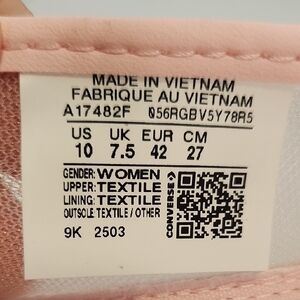 MADE IN VIETNAM
FABRIQUE AU VIETNAM
A17482F 056RGBV5Y78R5
US UK EUR CM
10 7.5 42 27
GENDER: WOMEN
UPPER: TEXTILE
LINING: TEXTILE
OUTSOLE TEXTILE / OTHER
9K 2503
CONVERSE